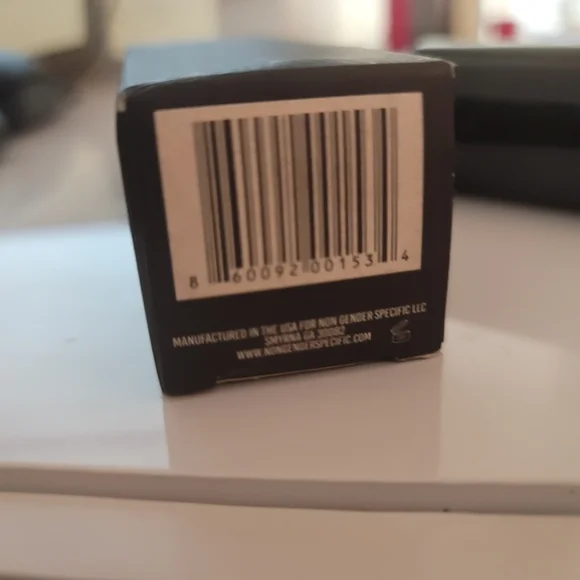 8 60092 00153 4
MANUFACTURED IN THE USA FOR NON GENDER SPECIFIC LLC
SMYRNA GA 30082
WWW.NONGENDERSPECIFIC.COM